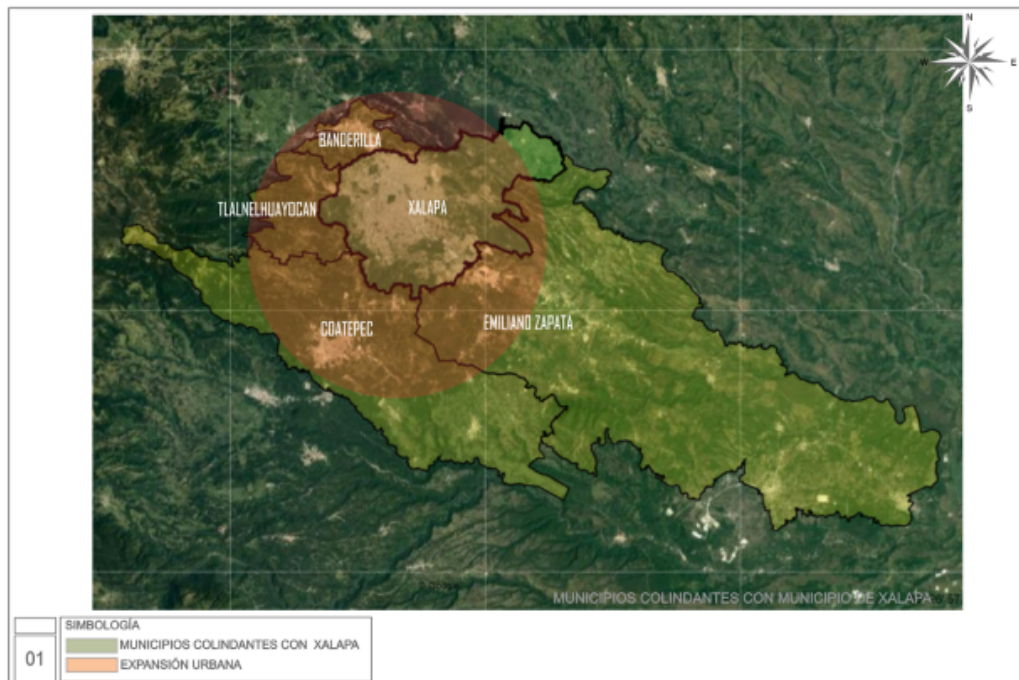 N
W
E
S
BANDERILLA
TLALNELHUAYOCAN
XALAPA
COATEPEC
EMILIANO ZAPATA
MUNICIPIOS COLINDANTES CON MUNICIPIO DE XALAPA
SIMBOLOGÍA
01
MUNICIPIOS COLINDANTES CON XALAPA
EXPANSIÓN URBANA